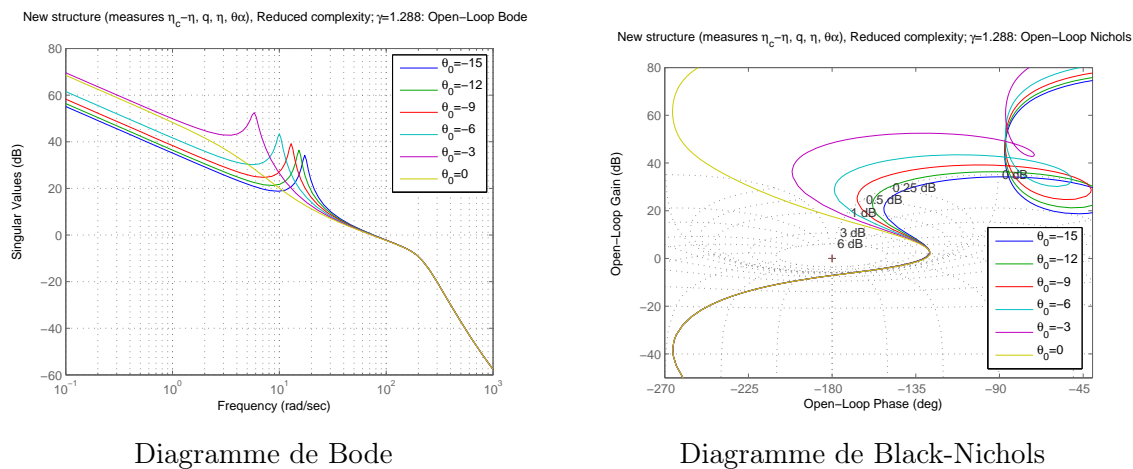 New structure (measures η_c−η, q, η, θα), Reduced complexity; γ=1.288: Open−Loop Bode
80
60
40
20
0
−20
−40
−60
Singular Values (dB)
10^−1
10^0
10^1
10^2
10^3
Frequency (rad/sec)
θ_0=−15
θ_0=−12
θ_0=−9
θ_0=−6
θ_0=−3
θ_0=0
Diagramme de Bode
New structure (measures η_c−η, q, η, θα), Reduced complexity; γ=1.288: Open−Loop Nichols
80
60
40
20
0
−20
−40
Open−Loop Gain (dB)
0 dB
0.25 dB
0.5 dB
1 dB
3 dB
6 dB
−270
−225
−180
−135
−90
−45
Open−Loop Phase (deg)
θ_0=−15
θ_0=−12
θ_0=−9
θ_0=−6
θ_0=−3
θ_0=0
Diagramme de Black-Nichols